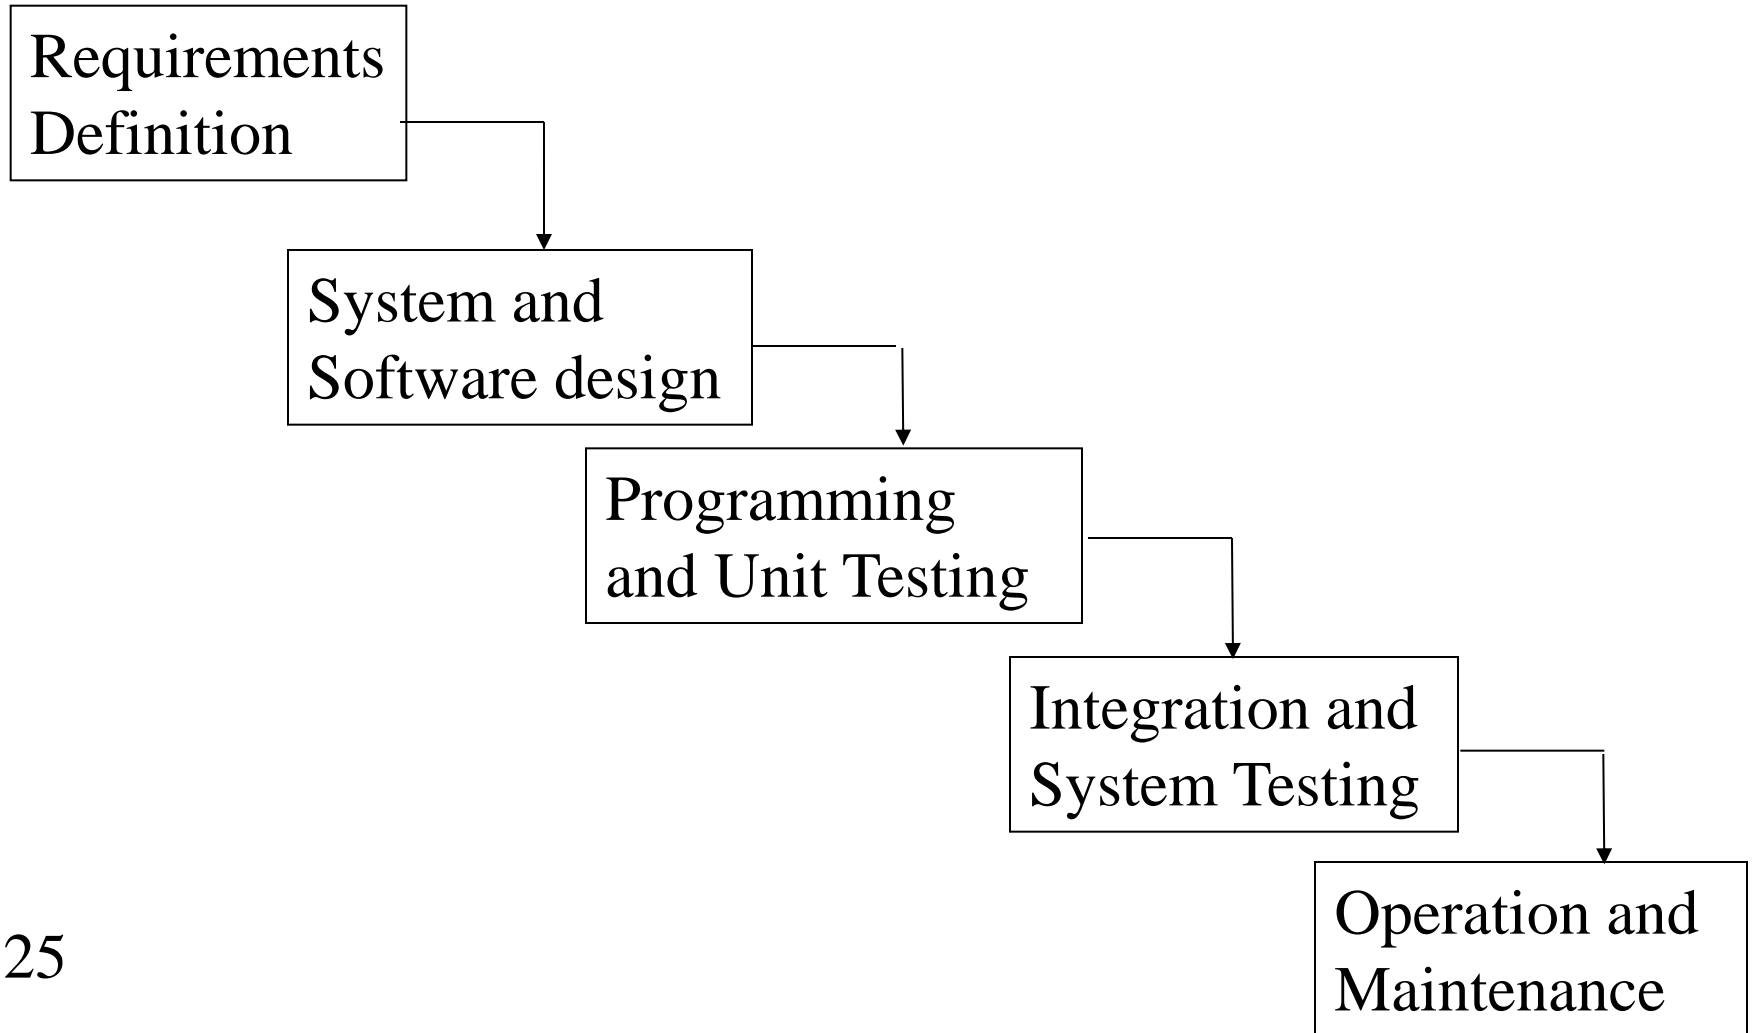 Requirements
Definition
System and
Software design
Programming
and Unit Testing
Integration and
System Testing
Operation and
Maintenance
25